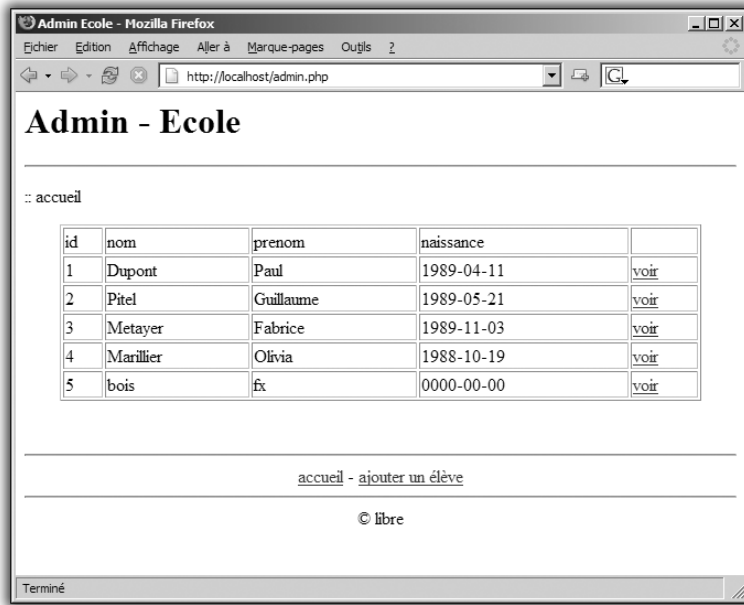 Admin Ecole - Mozilla Firefox
Fichier Edition Affichage Aller à Marque-pages Outils ?
http://localhost/admin.php G
Admin - Ecole
:: accueil
id nom prenom naissance
1 Dupont Paul 1989-04-11 voir
2 Pitel Guillaume 1989-05-21 voir
3 Metayer Fabrice 1989-11-03 voir
4 Marillier Olivia 1988-10-19 voir
5 bois fx 0000-00-00 voir
accueil - ajouter un élève
© libre
Terminé